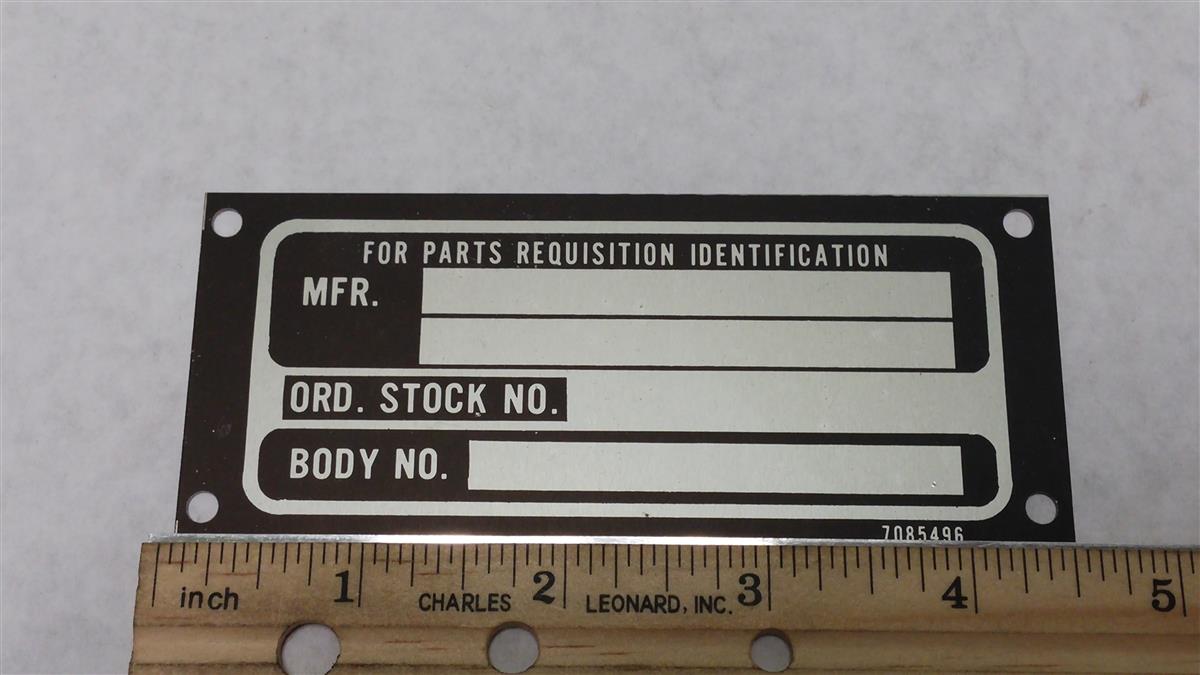 FOR PARTS REQUISITION IDENTIFICATION
MFR.
ORD. STOCK NO.
BODY NO.
7085496
1 2 3 4 5
inch CHARLES LEONARD, INC.